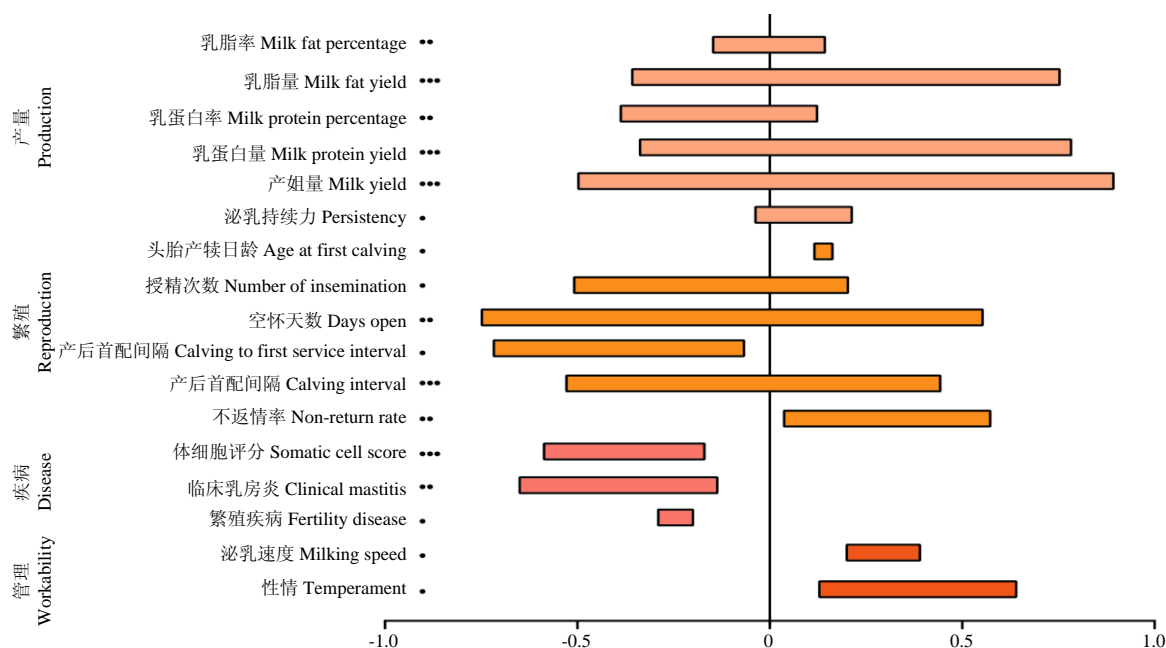 产量
Production
乳脂率 Milk fat percentage ••
乳脂量 Milk fat yield •••
乳蛋白率 Milk protein percentage ••
乳蛋白量 Milk protein yield •••
产姐量 Milk yield •••
泌乳持续力 Persistency •
繁殖
Reproduction
头胎产犊日龄 Age at first calving •
授精次数 Number of insemination •
空怀天数 Days open ••
产后首配间隔 Calving to first service interval •
产后首配间隔 Calving interval •••
不返情率 Non-return rate ••
疾病
Disease
体细胞评分 Somatic cell score •••
临床乳房炎 Clinical mastitis ••
繁殖疾病 Fertility disease •
管理
Workability
泌乳速度 Milking speed •
性情 Temperament •
-1.0 -0.5 0 0.5 1.0